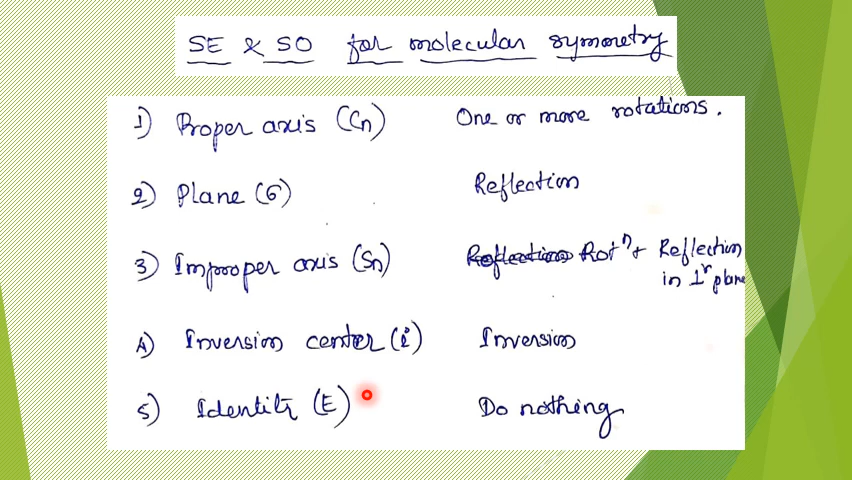 SE & SO for molecular symmetry
1) Proper axis (Cn) One or more rotations.
2) Plane (σ) Reflection
3) Improper axis (Sn) Reflection Rotⁿ + Reflection
in ⊥ʳ plane
4) Inversion center (i) Inversion
5) Identity (E) Do nothing